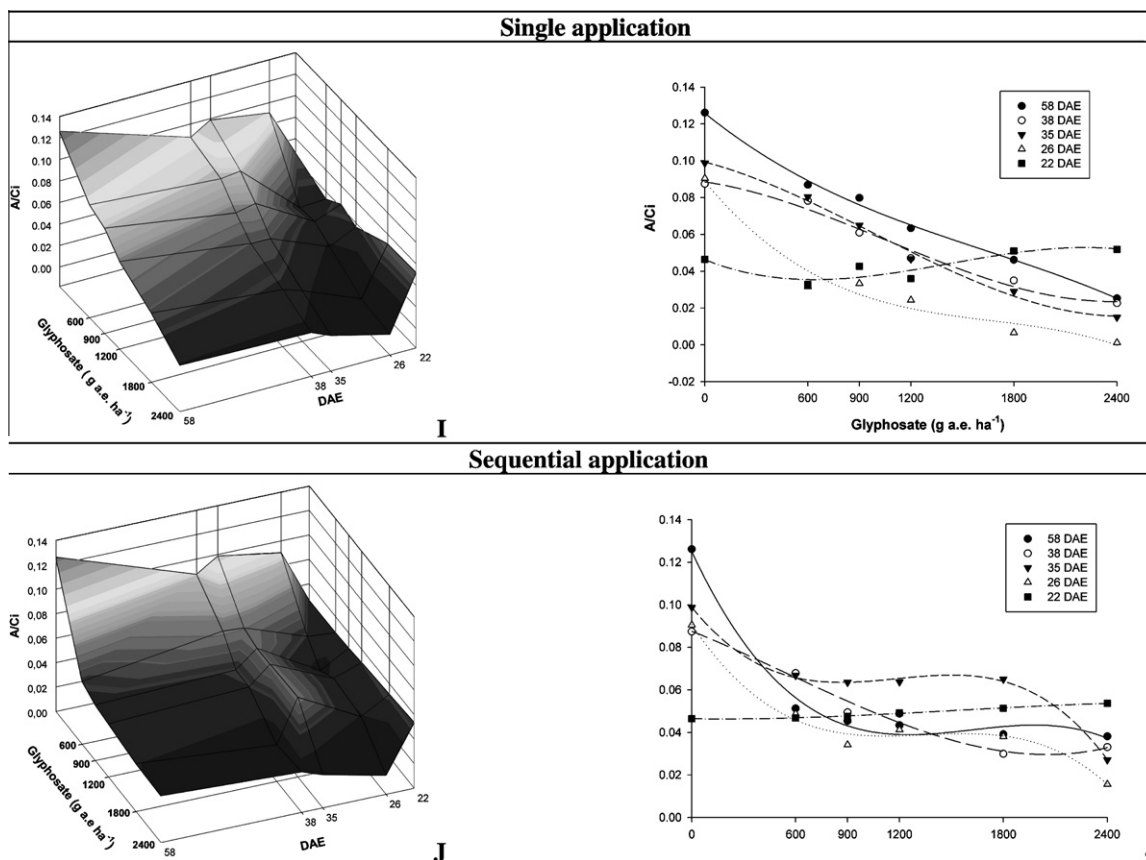 Single application
0.14
0.12
0.10
0.08
0.06
0.04
0.02
0.00
A/Ci
600
900
1200
1800
2400
Glyphosate ( g a.e. ha⁻¹)
58
38
35
26
22
DAE
I
0.14
0.12
0.10
0.08
0.06
0.04
0.02
0.00
-0.02
A/Ci
58 DAE
38 DAE
35 DAE
26 DAE
22 DAE
0
600
900
1200
1800
2400
Glyphosate (g a.e. ha⁻¹)
Sequential application
0,14
0,12
0,10
0,08
0,06
0,04
0,02
0,00
A/Ci
600
900
1200
1800
2400
Glyphosate (g a.e. ha⁻¹)
58
38
35
26
22
DAE
J
0.14
0.12
0.10
0.08
0.06
0.04
0.02
0.00
58 DAE
38 DAE
35 DAE
26 DAE
22 DAE
0
600
900
1200
1800
2400